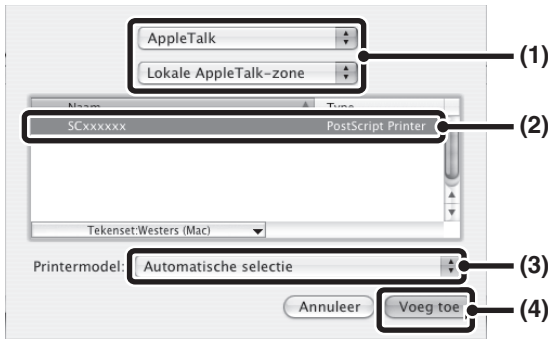 AppleTalk
(1)
Lokale AppleTalk-zone
Naam Type
SCxxxxxx PostScript Printer
(2)
Tekenset:Westers (Mac)
Printermodel: Automatische selectie
(3)
Annuleer Voeg toe
(4)